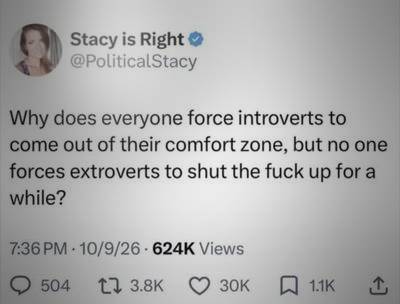 Stacy is Right
@PoliticalStacy
Why does everyone force introverts to
come out of their comfort zone, but no one
forces extroverts to shut the fuck up for a
while?
7:36 PM · 10/9/26 · 624K Views
504 3.8K 30K 1.1K